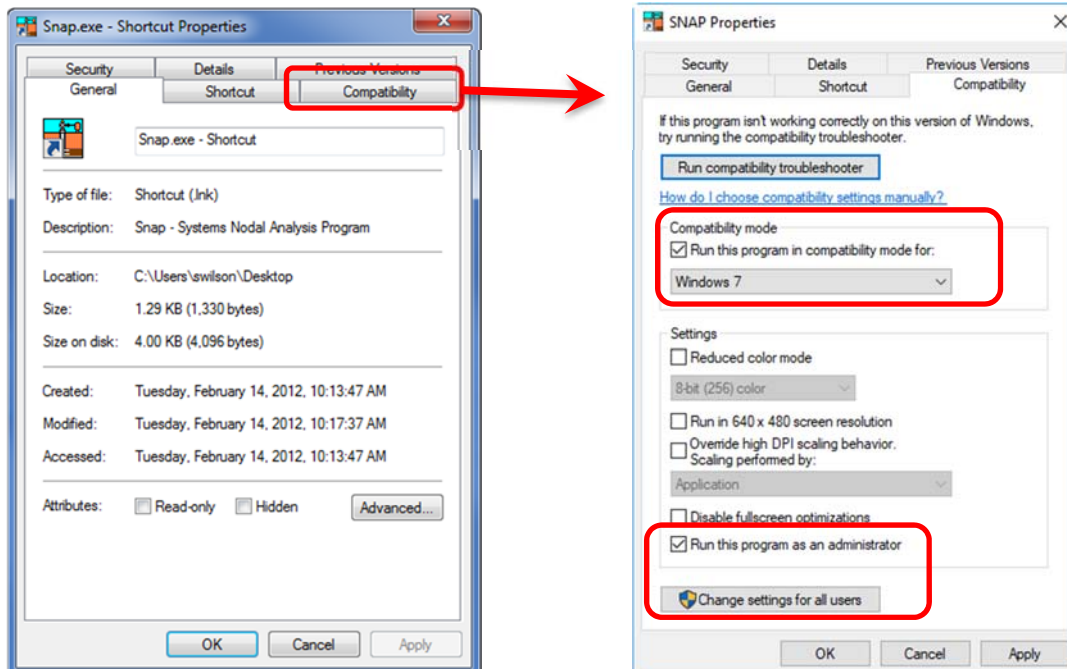 Snap.exe - Shortcut Properties
Security Details Previous Versions
General Shortcut Compatibility
Snap.exe - Shortcut
Type of file: Shortcut (.lnk)
Description: Snap - Systems Nodal Analysis Program
Location: C:\Users\swilson\Desktop
Size: 1.29 KB (1,330 bytes)
Size on disk: 4.00 KB (4,096 bytes)
Created: Tuesday, February 14, 2012, 10:13:47 AM
Modified: Tuesday, February 14, 2012, 10:17:37 AM
Accessed: Tuesday, February 14, 2012, 10:13:47 AM
Attributes: Read-only Hidden Advanced...
OK Cancel Apply
SNAP Properties
Security Details Previous Versions
General Shortcut Compatibility
If this program isn't working correctly on this version of Windows,
try running the compatibility troubleshooter.
Run compatibility troubleshooter
How do I choose compatibility settings manually?
Compatibility mode
Run this program in compatibility mode for:
Windows 7
Settings
Reduced color mode
8-bit (256) color
Run in 640 x 480 screen resolution
Override high DPI scaling behavior.
Scaling performed by:
Application
Disable fullscreen optimizations
Run this program as an administrator
Change settings for all users
OK Cancel Apply